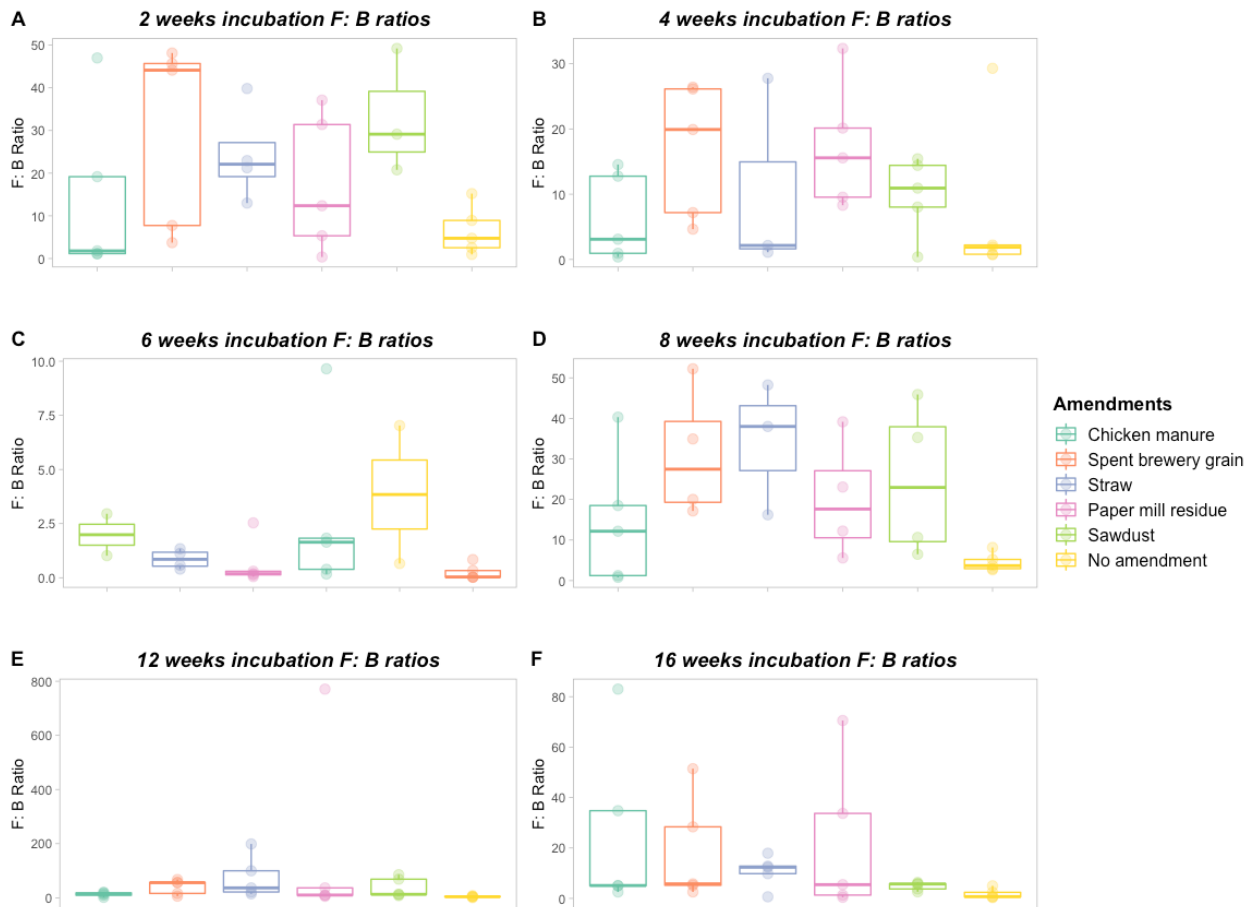 A
2 weeks incubation F: B ratios
50
40
30
20
10
0
F: B Ratio
B
4 weeks incubation F: B ratios
30
20
10
0
F: B Ratio
C
6 weeks incubation F: B ratios
10.0
7.5
5.0
2.5
0.0
F: B Ratio
D
8 weeks incubation F: B ratios
50
40
30
20
10
0
F: B Ratio
Amendments
Chicken manure
Spent brewery grain
Straw
Paper mill residue
Sawdust
No amendment
E
12 weeks incubation F: B ratios
800
600
400
200
0
F: B Ratio
F
16 weeks incubation F: B ratios
80
60
40
20
0
F: B Ratio